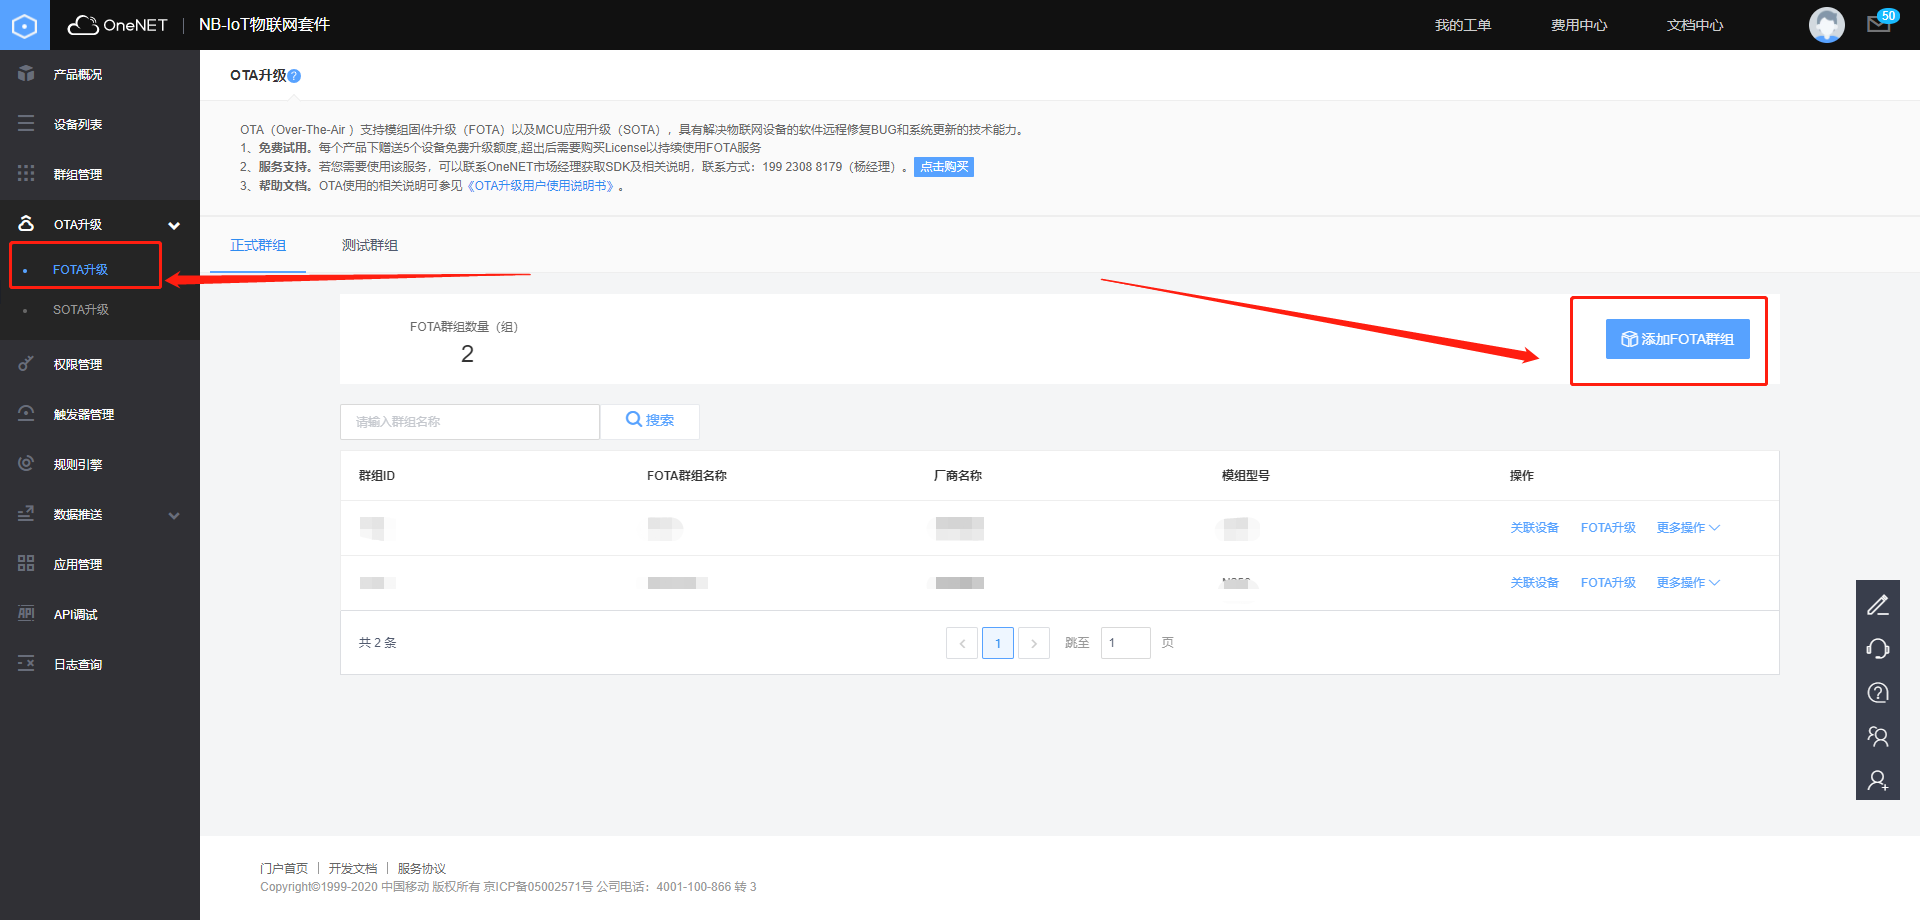 OneNET | NB-IoT物联网套件
我的工单
费用中心
文档中心
50
产品概况
设备列表
群组管理
OTA升级
FOTA升级
SOTA升级
权限管理
触发器管理
规则引擎
数据推送
应用管理
API调试
日志查询
OTA升级?
OTA（Over-The-Air ）支持模组固件升级（FOTA）以及MCU应用升级（SOTA），具有解决物联网设备的软件远程修复BUG和系统更新的技术能力。
1、免费试用。每个产品下赠送5个设备免费升级额度,超出后需要购买License以持续使用FOTA服务
2、服务支持。若您需要使用该服务，可以联系OneNET市场经理获取SDK及相关说明，联系方式：199 2308 8179（杨经理）。 点击购买
3、帮助文档。OTA使用的相关说明可参见《OTA升级用户使用说明书》。
正式群组
测试群组
FOTA群组数量（组）
2
添加FOTA群组
请输入群组名称
搜索
群组ID FOTA群组名称 厂商名称 模组型号 操作
关联设备 FOTA升级 更多操作
关联设备 FOTA升级 更多操作
共 2 条
< 1 > 跳至 1 页
门户首页 | 开发文档 | 服务协议
Copyright©1999-2020 中国移动 版权所有 京ICP备05002571号 公司电话：4001-100-866 转 3